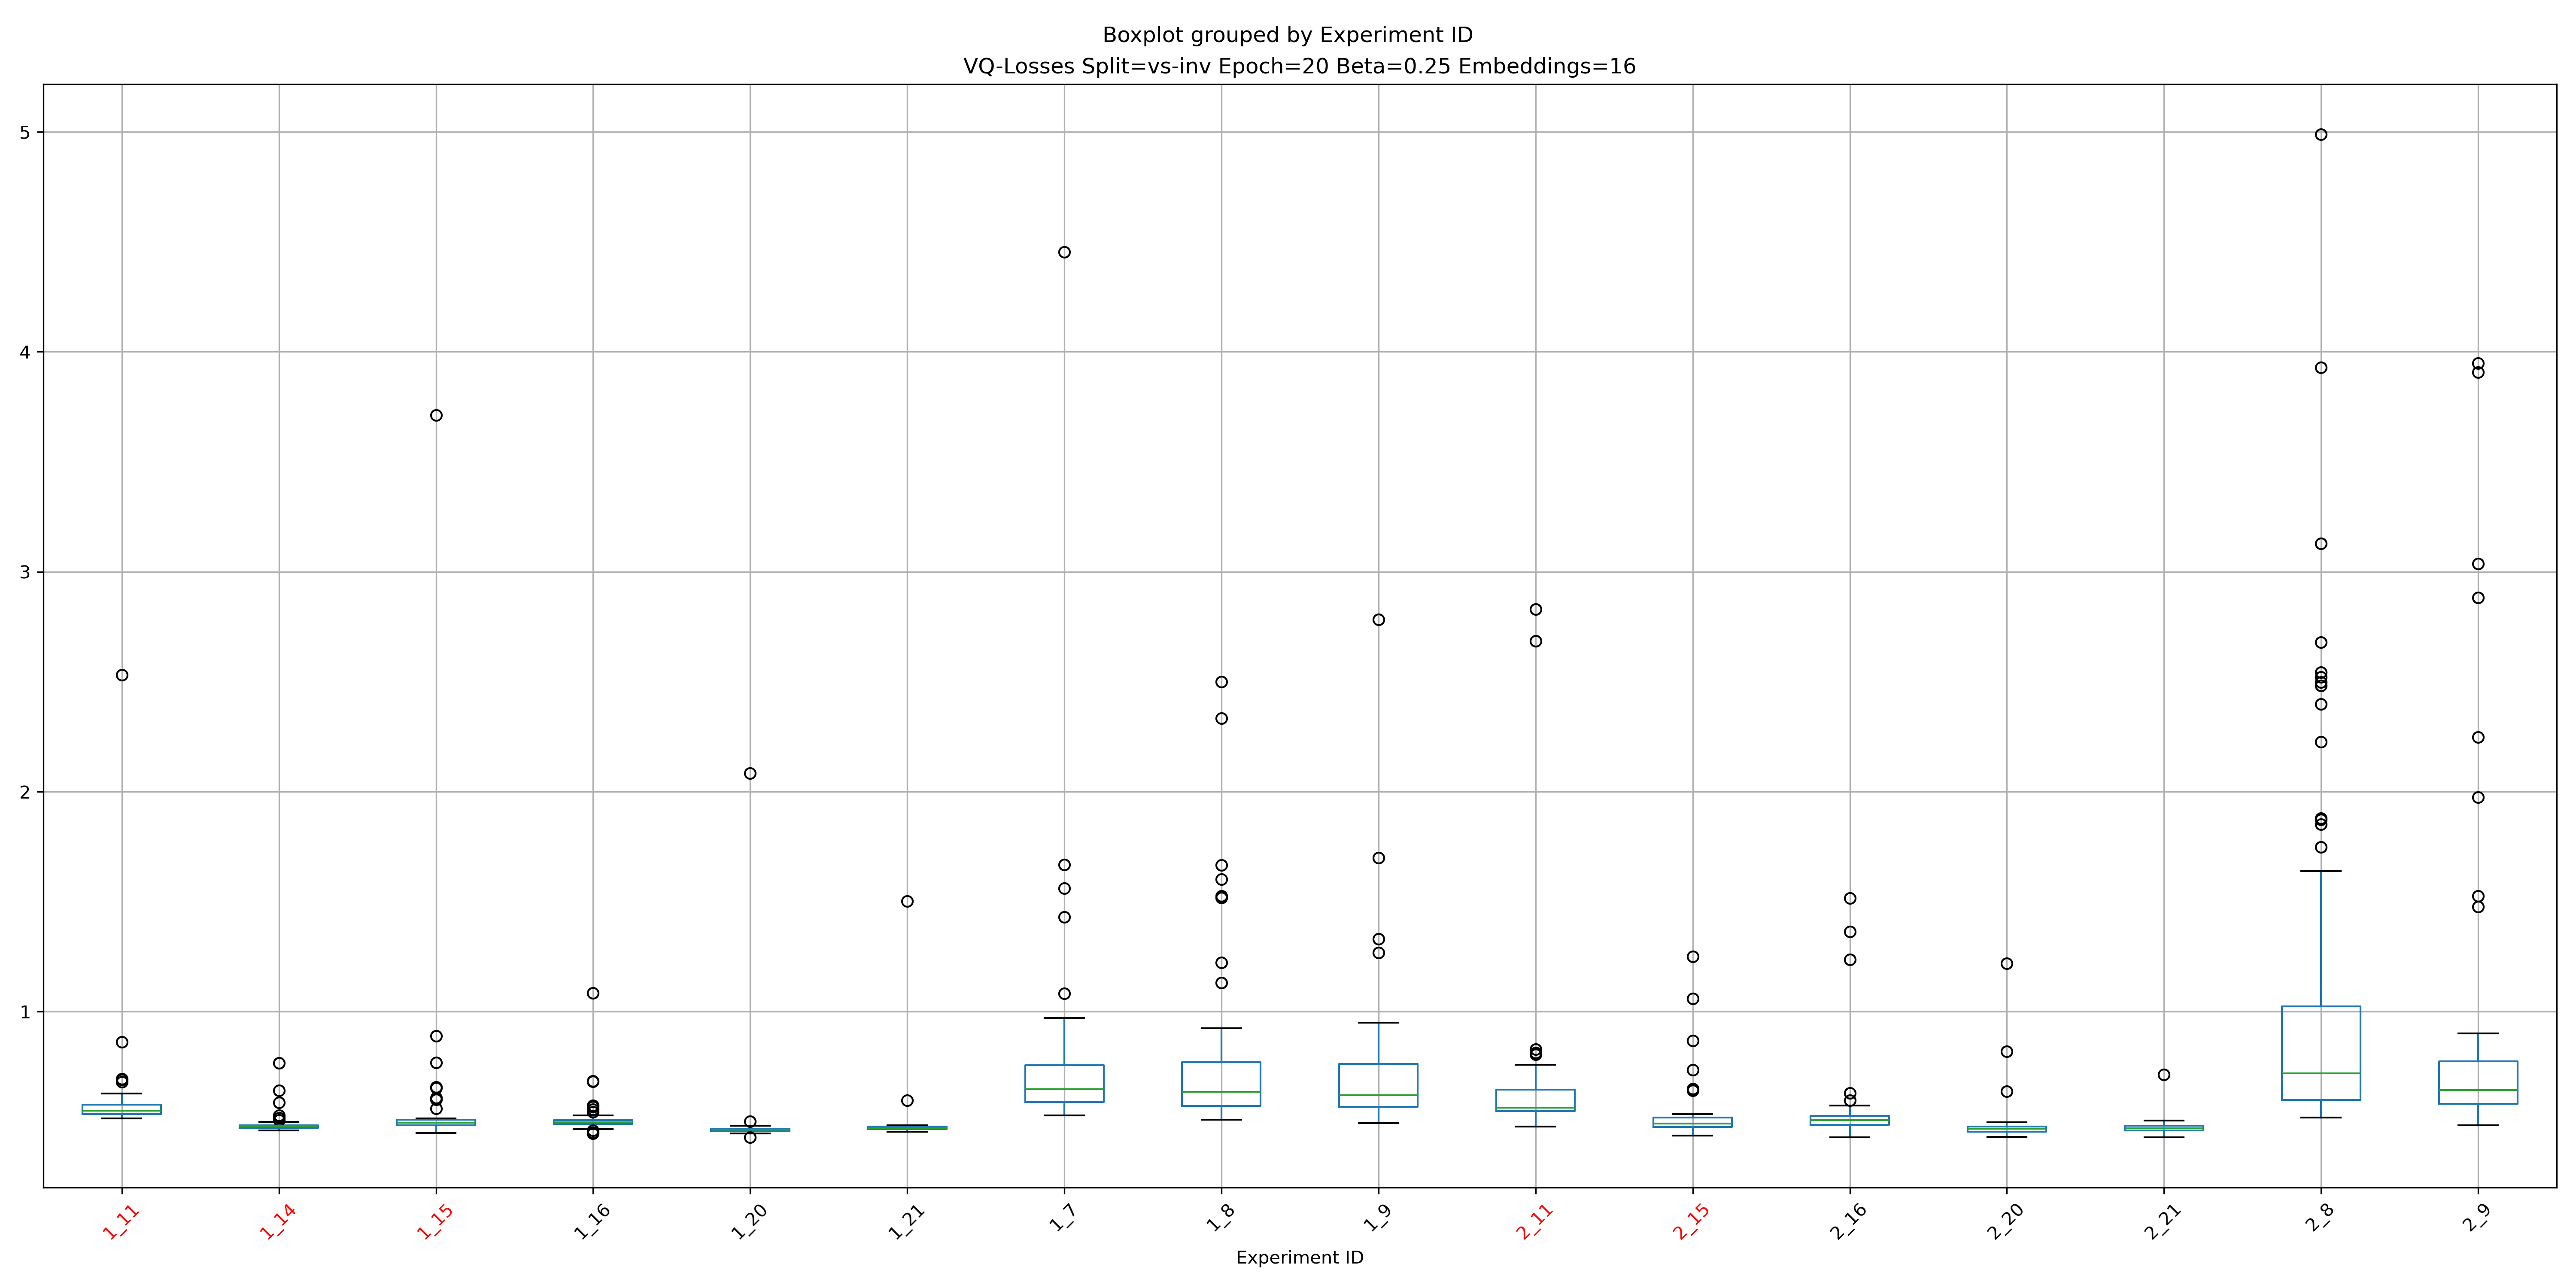 Boxplot grouped by Experiment ID
VQ-Losses Split=vs-inv Epoch=20 Beta=0.25 Embeddings=16
5
4
3
2
1
1_11 1_14 1_15 1_16 1_20 1_21 1_7 1_8 1_9 2_11 2_15 2_16 2_20 2_21 2_8 2_9
Experiment ID